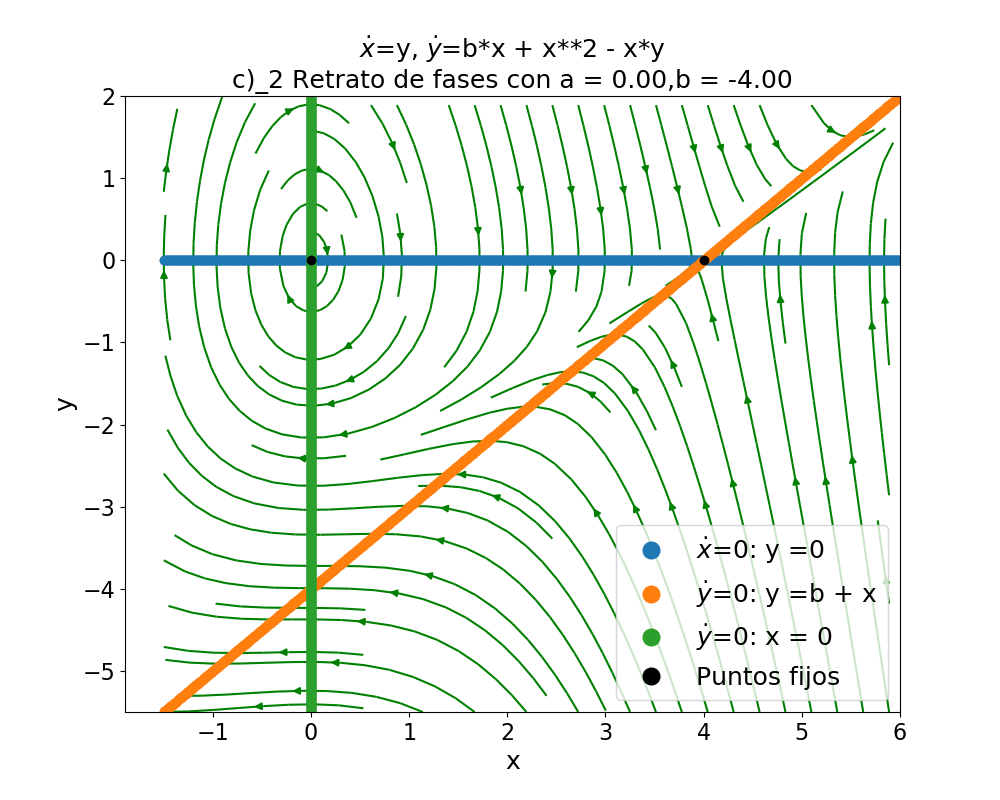 ẋ=y, ẏ=b*x + x**2 - x*y
c)_2 Retrato de fases con a = 0.00,b = -4.00
2
1
0
−1
−2
−3
−4
−5
y
−1 0 1 2 3 4 5 6
x
ẋ=0: y =0
ẏ=0: y =b + x
ẏ=0: x = 0
Puntos fijos